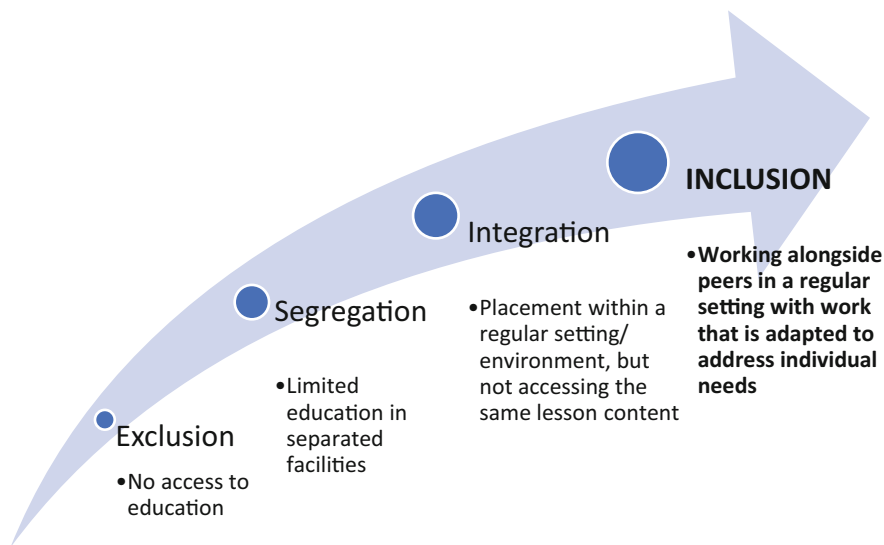 Exclusion
•No access to
education
Segregation
•Limited
education in
separated
facilities
Integration
•Placement within a
regular setting/
environment, but
not accessing the
same lesson content
INCLUSION
•Working alongside
peers in a regular
setting with work
that is adapted to
address individual
needs